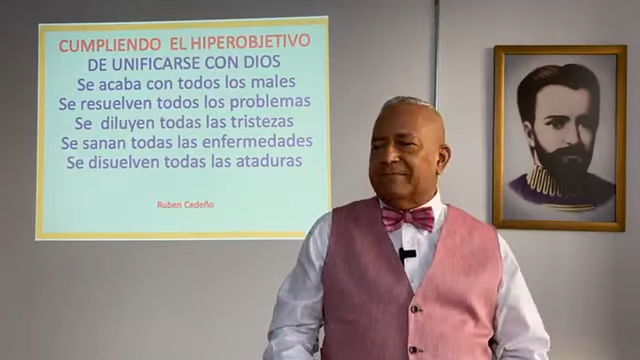 CUMPLIENDO EL HIPEROBJETIVO
DE UNIFICARSE CON DIOS
Se acaba con todos los males
Se resuelven todos los problemas
Se diluyen todas las tristezas
Se sanan todas las enfermedades
Se disuelven todas las ataduras
Ruben Cedeño